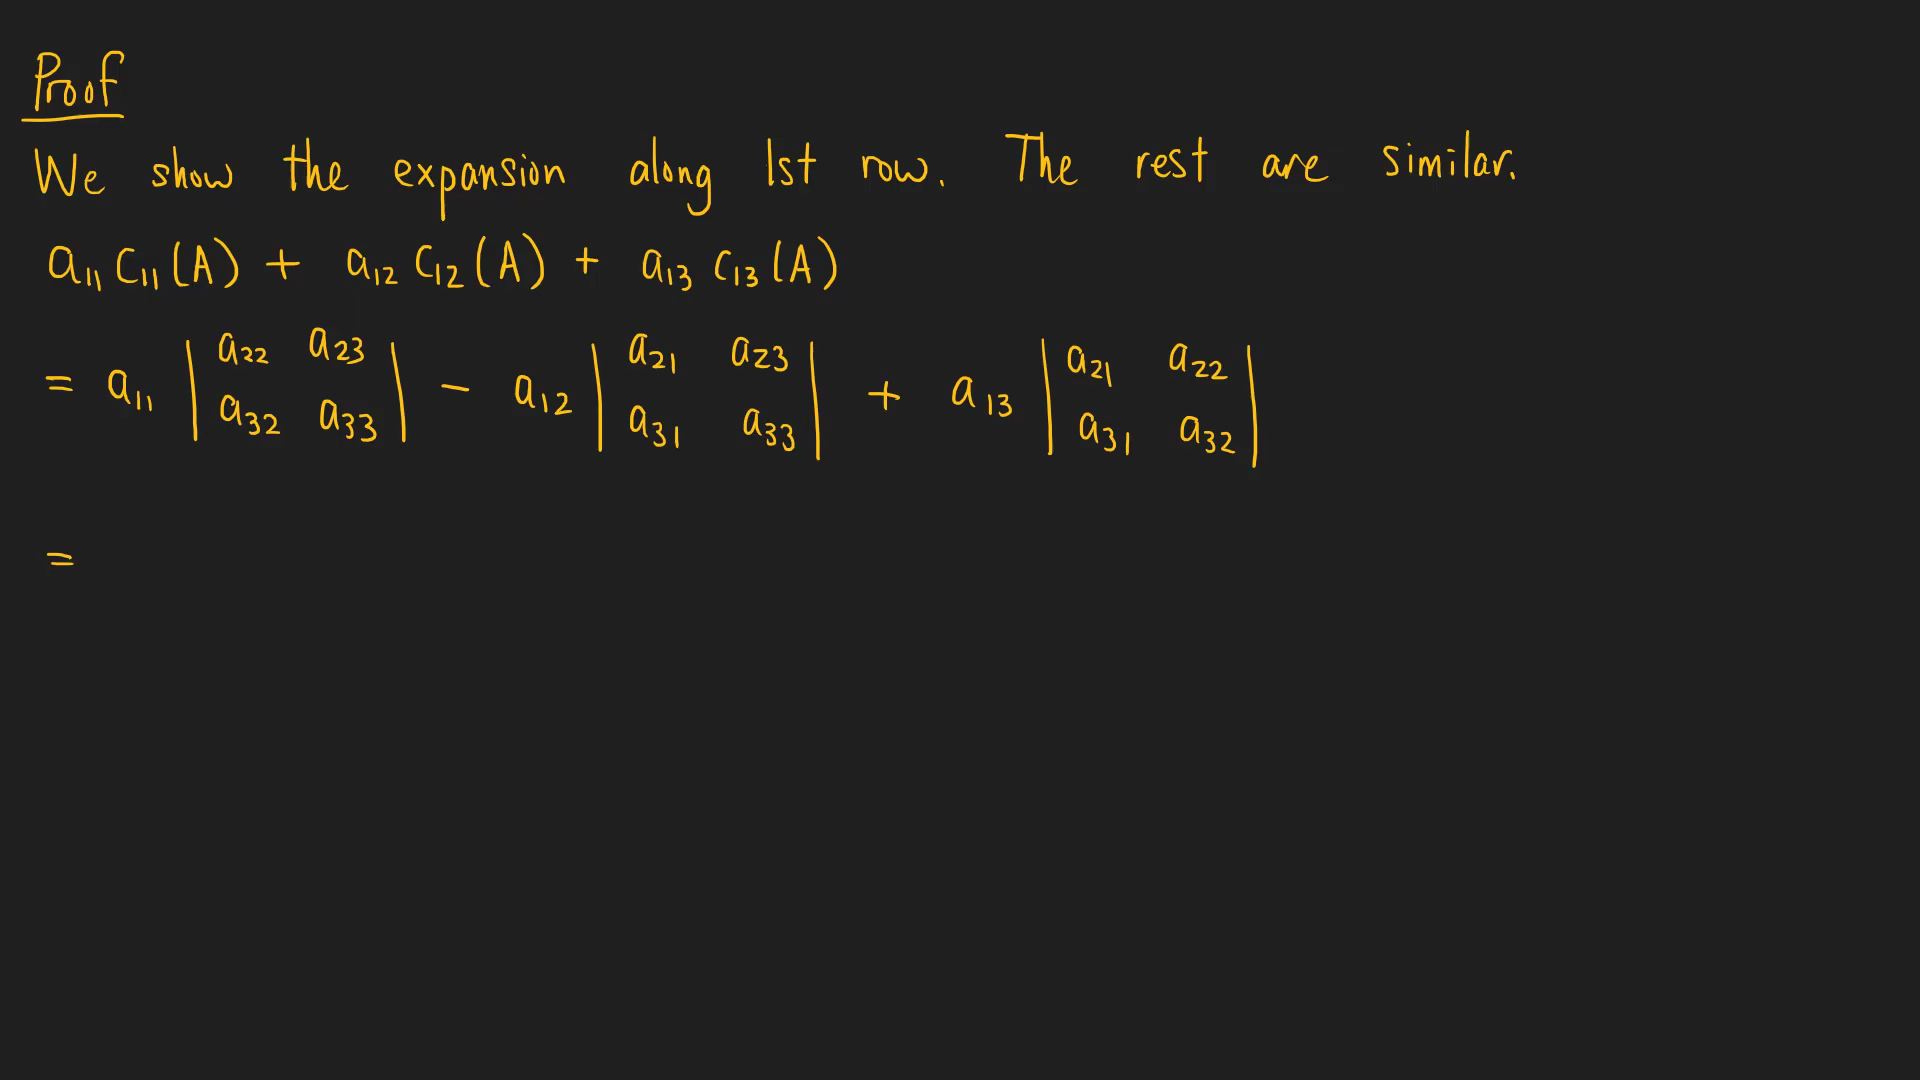 Proof
We show the expansion along 1st row. The rest are similar.
a₁₁ C₁₁(A) + a₁₂ C₁₂(A) + a₁₃ C₁₃(A)
= a₁₁ | a₂₂ a₂₃ | - a₁₂ | a₂₁ a₂₃ | + a₁₃ | a₂₁ a₂₂ |
| a₃₂ a₃₃ | | a₃₁ a₃₃ | | a₃₁ a₃₂ |
=